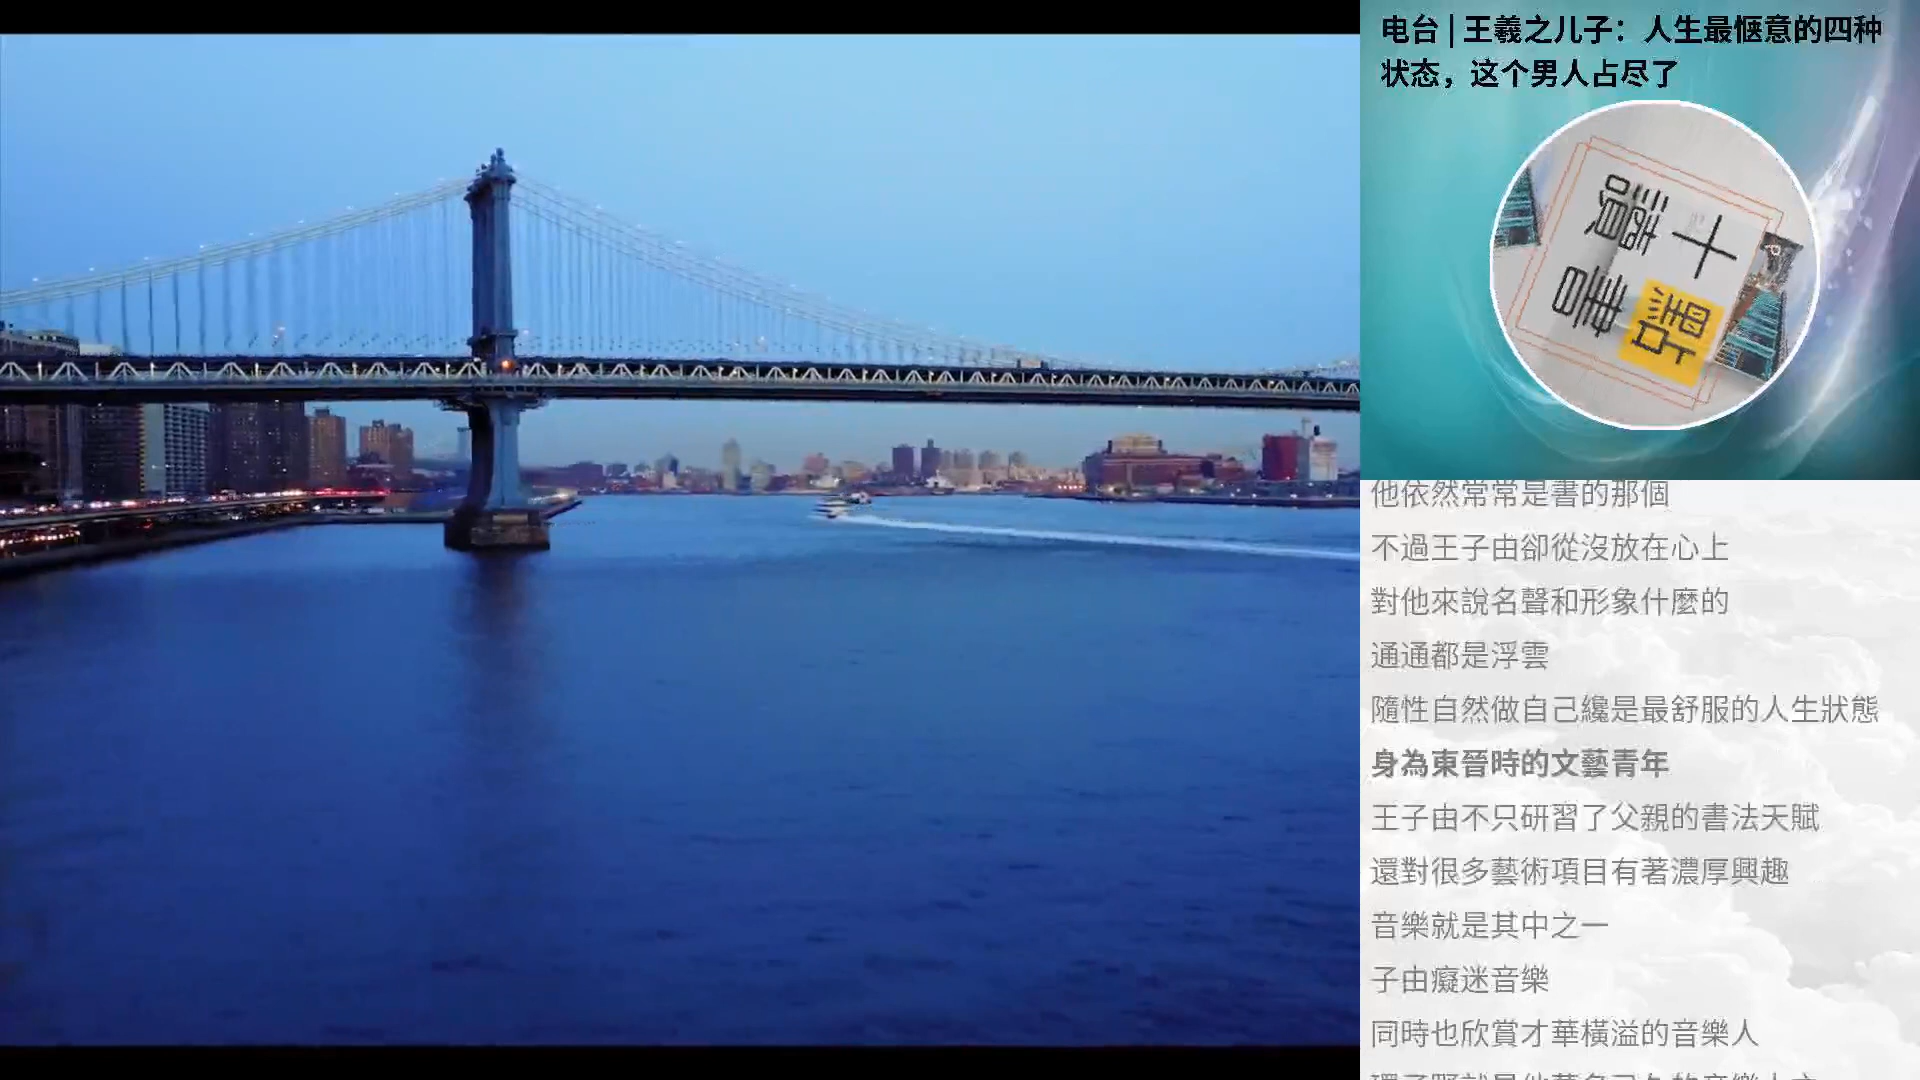 电台 | 王羲之儿子：人生最惬意的四种
状态，这个男人占尽了
十點
讀書
他依然常常是書的那個
不過王子由卻從沒放在心上
對他來說名聲和形象什麼的
通通都是浮雲
隨性自然做自己纔是最舒服的人生狀態
身為東晉時的文藝青年
王子由不只研習了父親的書法天賦
還對很多藝術項目有著濃厚興趣
音樂就是其中之一
子由癡迷音樂
同時也欣賞才華橫溢的音樂人